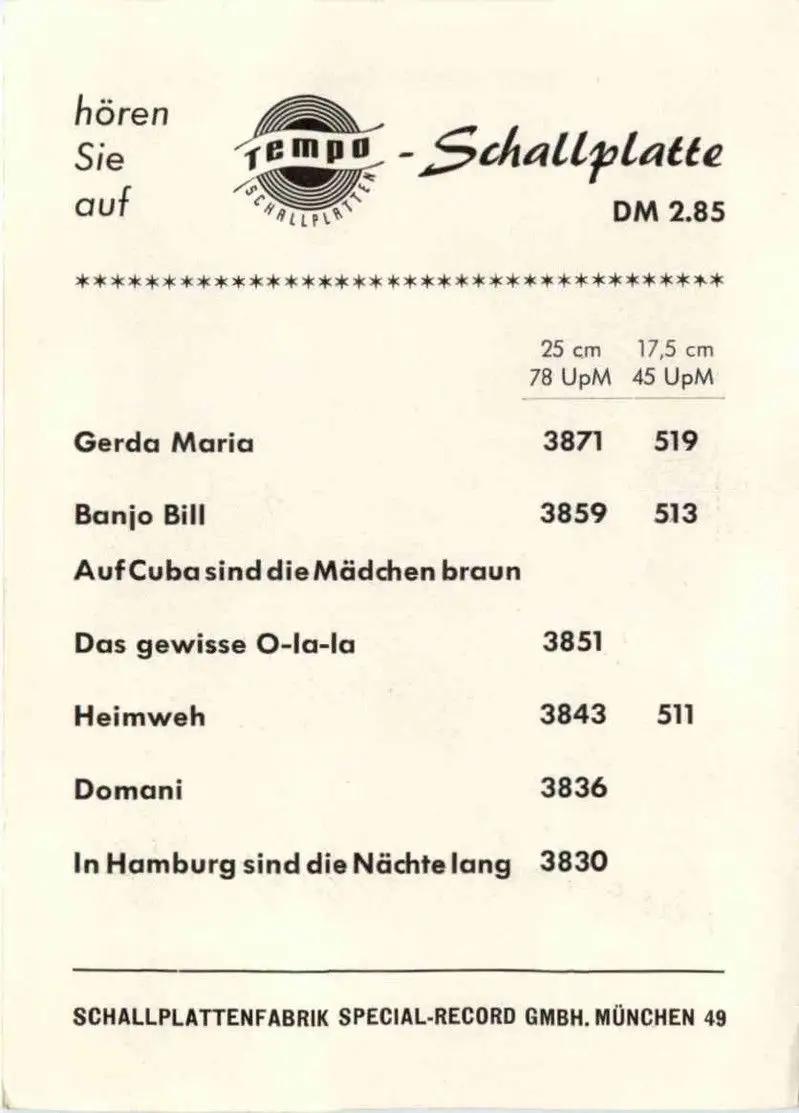 hören
Sie
auf
Tempo
SCHALLPLATTEN
- Schallplatte
DM 2.85
**************************************
25 cm 17,5 cm
78 UpM 45 UpM
Gerda Maria 3871 519
Banjo Bill 3859 513
Auf Cuba sind die Mädchen braun
Das gewisse O-la-la 3851
Heimweh 3843 511
Domani 3836
In Hamburg sind die Nächte lang 3830
SCHALLPLATTENFABRIK SPECIAL-RECORD GMBH. MÜNCHEN 49